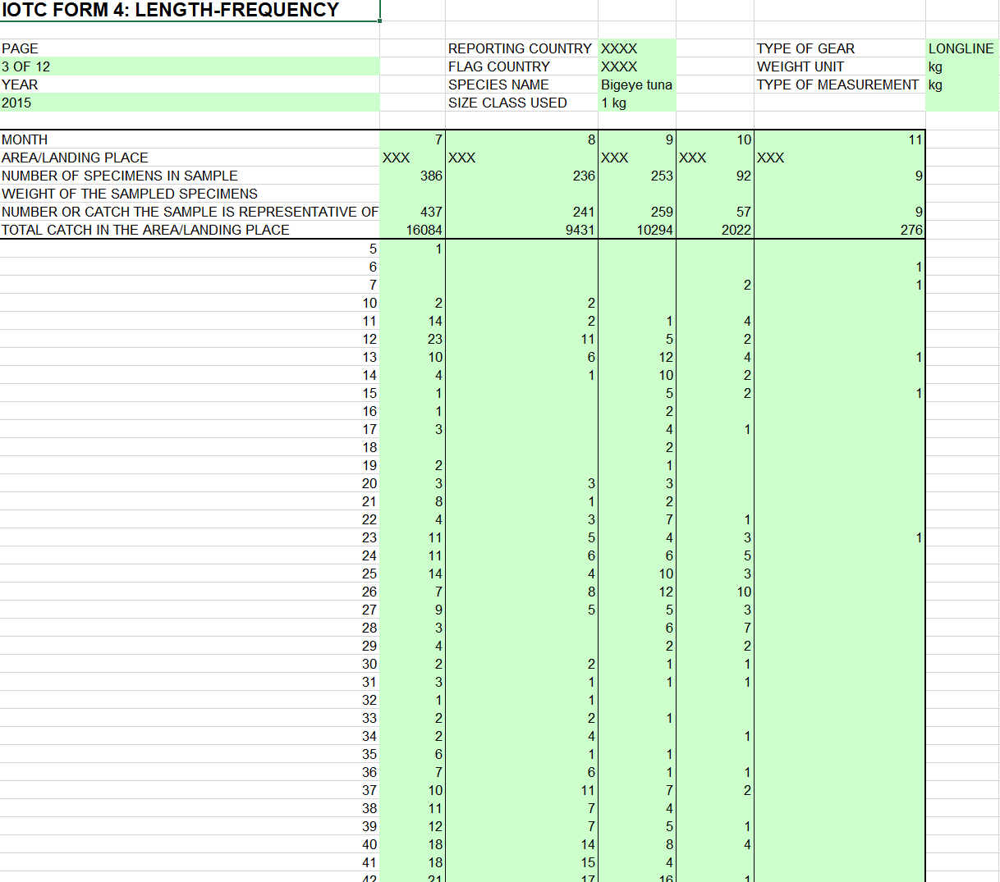 IOTC FORM 4: LENGTH-FREQUENCY
PAGE REPORTING COUNTRY XXXX TYPE OF GEAR LONGLINE
3 OF 12 FLAG COUNTRY XXXX WEIGHT UNIT kg
YEAR SPECIES NAME Bigeye tuna TYPE OF MEASUREMENT kg
2015 SIZE CLASS USED 1 kg
MONTH 7 8 9 10 11
AREA/LANDING PLACE XXX XXX XXX XXX XXX
NUMBER OF SPECIMENS IN SAMPLE 386 236 253 92 9
WEIGHT OF THE SAMPLED SPECIMENS
NUMBER OR CATCH THE SAMPLE IS REPRESENTATIVE OF 437 241 259 57 9
TOTAL CATCH IN THE AREA/LANDING PLACE 16084 9431 10294 2022 276
5 1
6 1
7 2 1
10 2 2
11 14 2 1 4
12 23 11 5 2
13 10 6 12 4 1
14 4 1 10 2
15 1 5 2 1
16 1 2
17 3 4 1
18 2
19 2 1
20 3 3 3
21 8 1 2
22 4 3 7 1
23 11 5 4 3 1
24 11 6 6 5
25 14 4 10 3
26 7 8 12 10
27 9 5 5 3
28 3 6 7
29 4 2 2
30 2 2 1 1
31 3 1 1 1
32 1 1
33 2 2 1
34 2 4 1
35 6 1 1
36 7 6 1 1
37 10 11 7 2
38 11 7 4
39 12 7 5 1
40 18 14 8 4
41 18 15 4
42 21 17 16 1